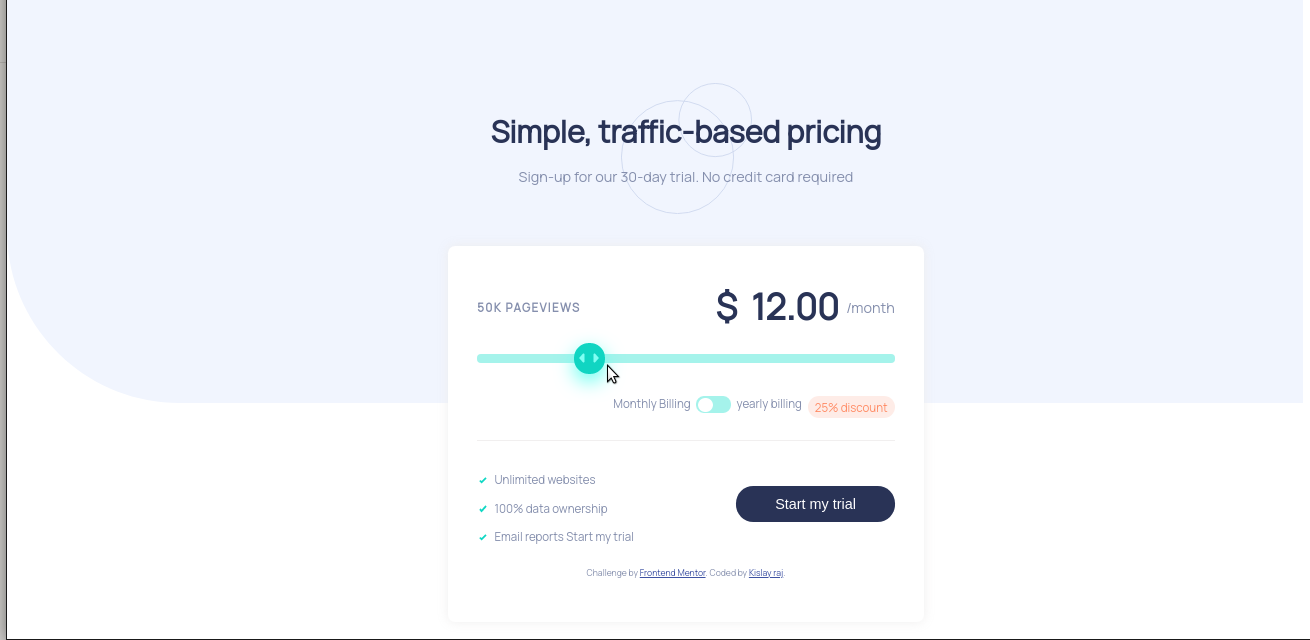 Simple, traffic-based pricing
Sign-up for our 30-day trial. No credit card required
50K PAGEVIEWS $ 12.00 /month
Monthly Billing yearly billing 25% discount
Unlimited websites
100% data ownership
Email reports Start my trial
Start my trial
Challenge by Frontend Mentor. Coded by Kislay raj.